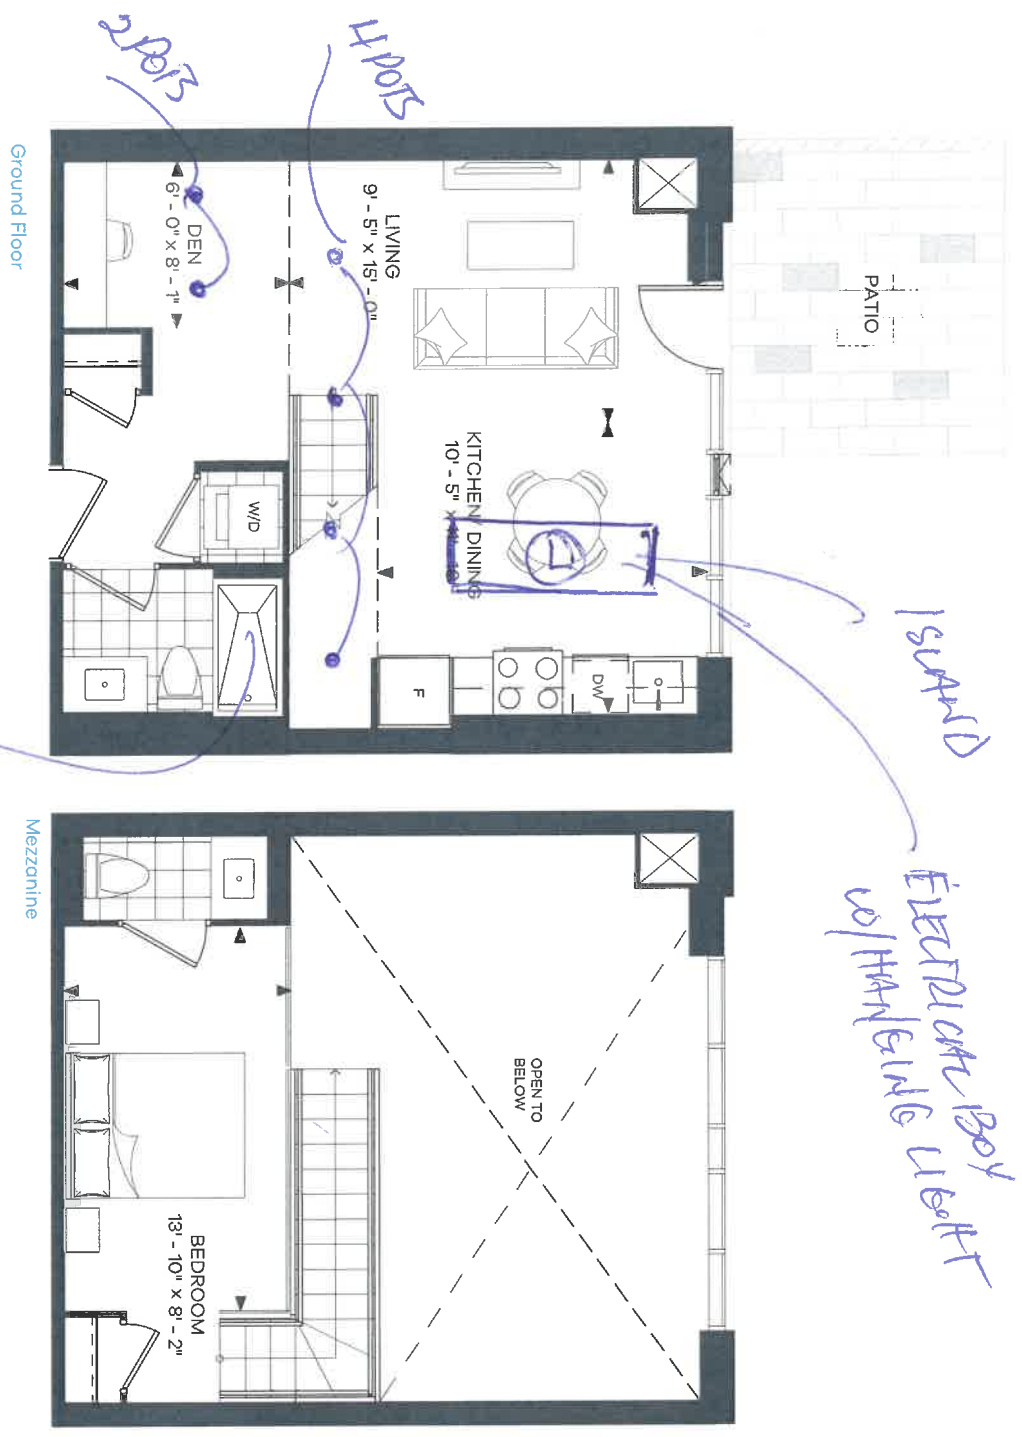 2 POTS
4 POTS
Ground Floor
DEN
6' - 0" x 8' - 1"
LIVING
9' - 5" x 15' - 0"
PATIO
KITCHEN/ DINING
10' - 5" x
W/D
F
DW
L
ISLAND
ÉLECTRICAL BOX
W/HANGING LIGHT
Mezzanine
OPEN TO
BELOW
BEDROOM
13' - 10" x 8' - 2"